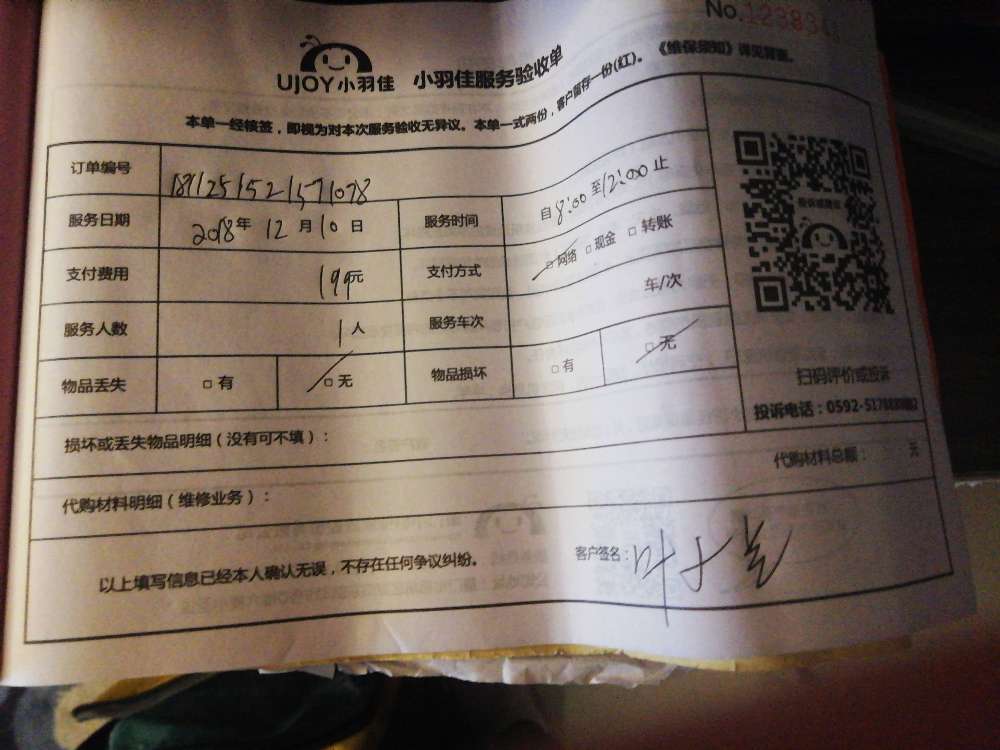 No.
UJOY小羽佳 小羽佳服务验收单
本单一经核签，即视为对本次服务验收无异议。本单一式两份，客户留存一份(红)。《维保须知》详见背面。
订单编号
服务日期 2018年 12月10日 服务时间 自8:00至12:00止
支付费用 199元 支付方式 □网络 □现金 □转账
服务人数 1人 服务车次 车/次
物品丢失 □有 □无 物品损坏 □有 □无
扫码评价或投诉
投诉电话：0592-
损坏或丢失物品明细（没有可不填）：
代购材料总额： 元
代购材料明细（维修业务）：
以上填写信息已经本人确认无误，不存在任何争议纠纷。 客户签名：